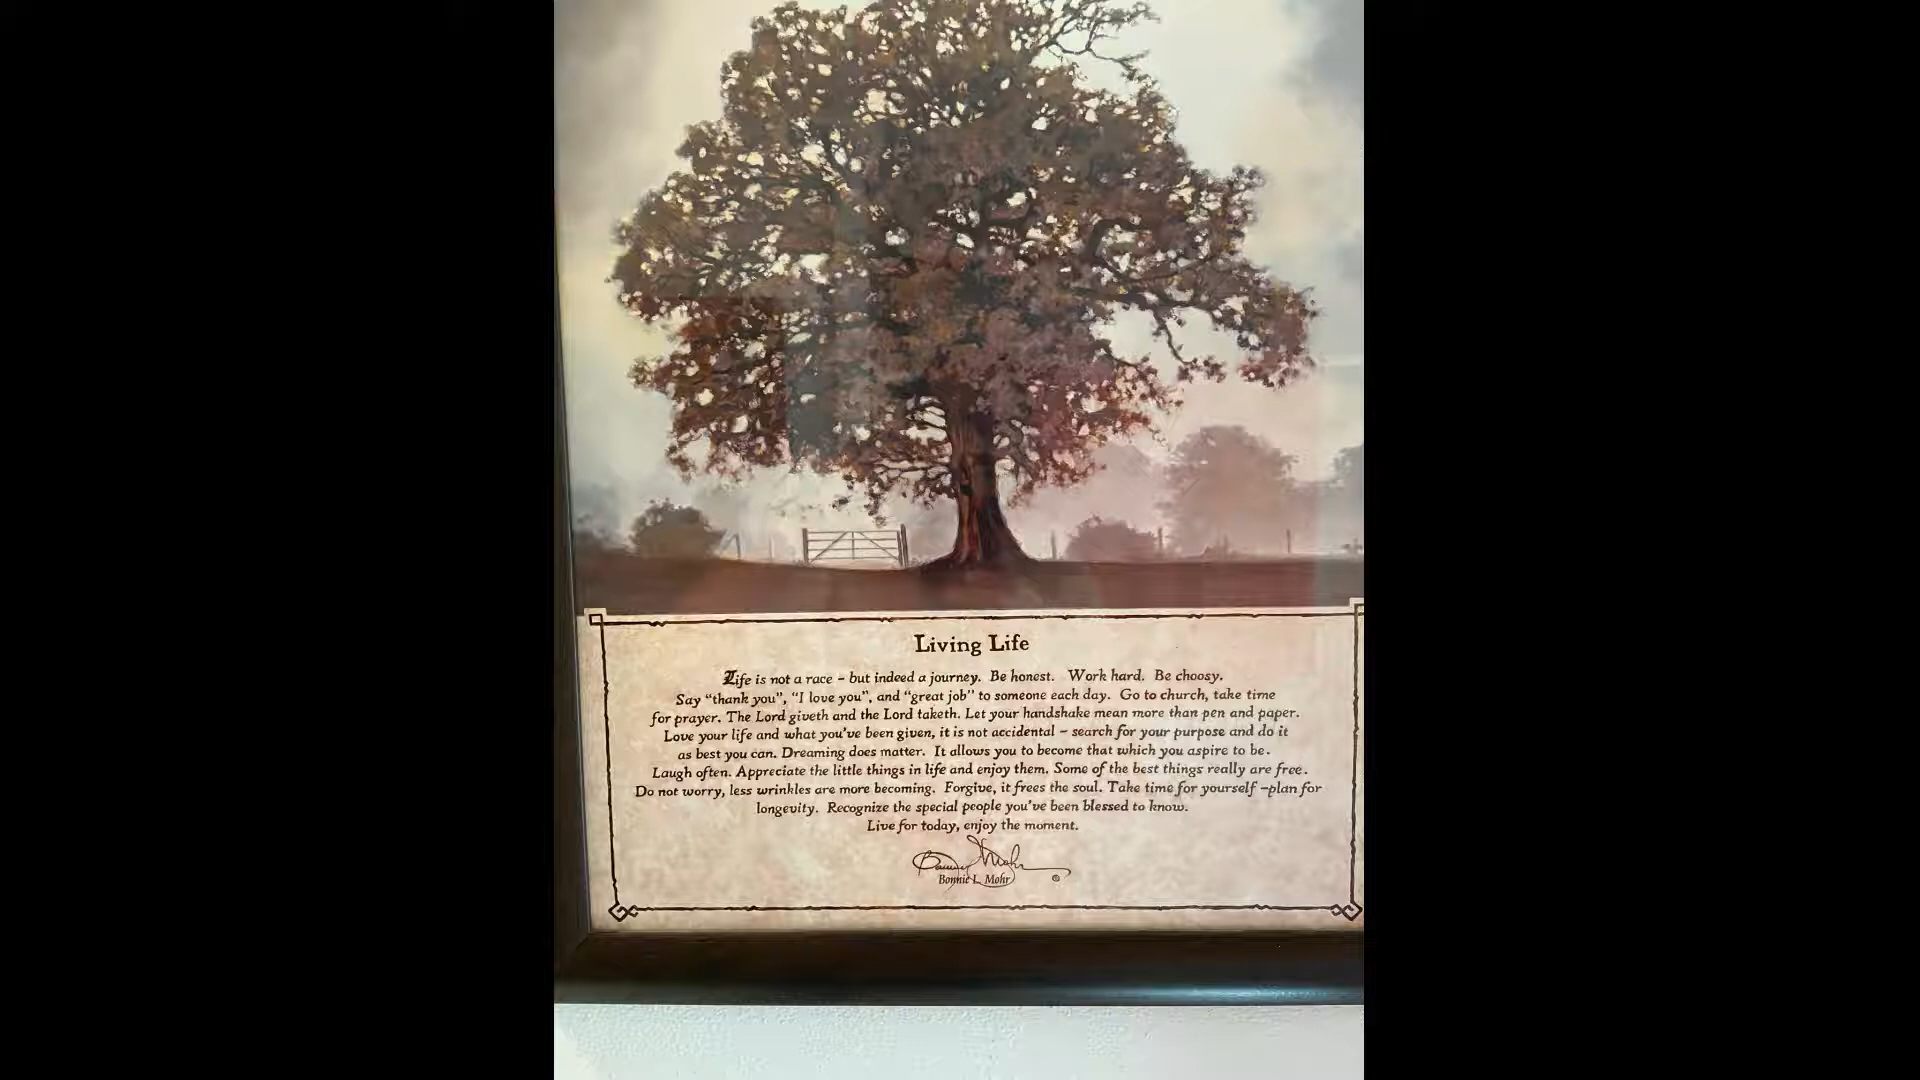 Living Life
Life is not a race – but indeed a journey. Be honest. Work hard. Be choosy.
Say “thank you”, “I love you”, and “great job” to someone each day. Go to church, take time
for prayer. The Lord giveth and the Lord taketh. Let your handshake mean more than pen and paper.
Love your life and what you’ve been given, it is not accidental – search for your purpose and do it
as best you can. Dreaming does matter. It allows you to become that which you aspire to be.
Laugh often. Appreciate the little things in life and enjoy them. Some of the best things really are free.
Do not worry, less wrinkles are more becoming. Forgive, it frees the soul. Take time for yourself –plan for
longevity. Recognize the special people you’ve been blessed to know.
Live for today, enjoy the moment.
Bonnie L. Mohr
Bonnie L. Mohr ©